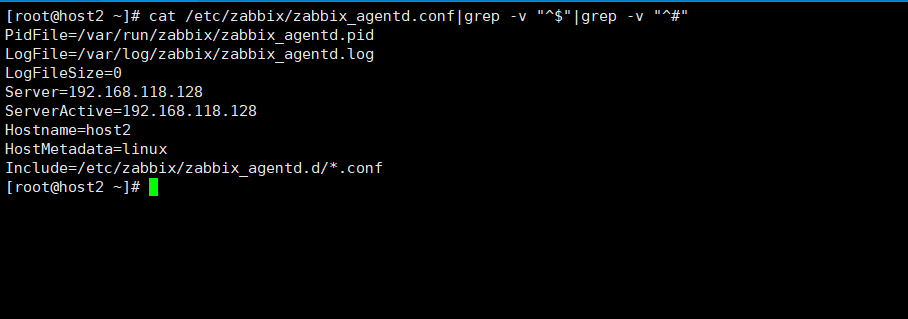 [root@host2 ~]# cat /etc/zabbix/zabbix_agentd.conf|grep -v "^$"|grep -v "^#"
PidFile=/var/run/zabbix/zabbix_agentd.pid
LogFile=/var/log/zabbix/zabbix_agentd.log
LogFileSize=0
Server=192.168.118.128
ServerActive=192.168.118.128
Hostname=host2
HostMetadata=linux
Include=/etc/zabbix/zabbix_agentd.d/*.conf
[root@host2 ~]#